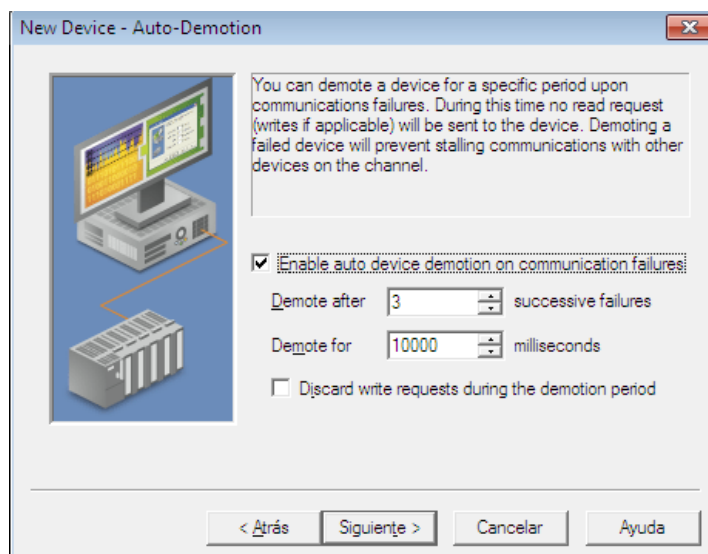 New Device - Auto-Demotion
You can demote a device for a specific period upon
communications failures. During this time no read request
(writes if applicable) will be sent to the device. Demoting a
failed device will prevent stalling communications with other
devices on the channel.
Enable auto device demotion on communication failures
Demote after 3 successive failures
Demote for 10000 milliseconds
Discard write requests during the demotion period
< Atrás Siguiente > Cancelar Ayuda